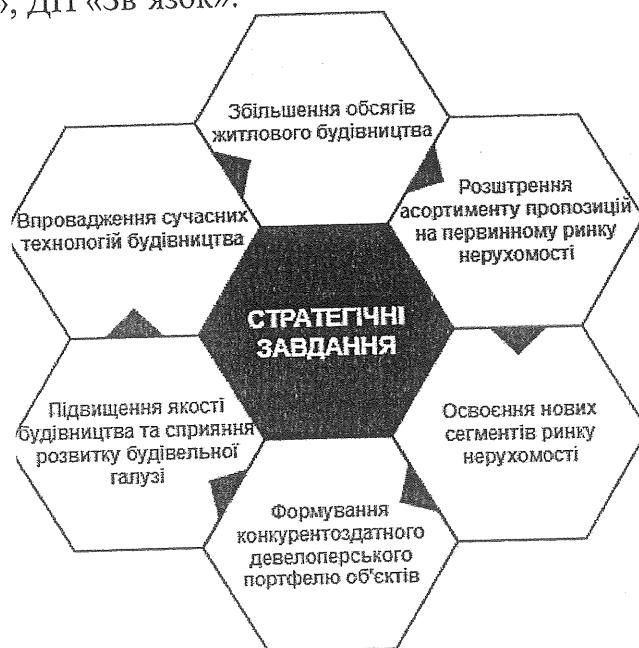 », ДП «Зв'язок».
Збільшення обсягів
житлового будівництва
Розштрення
асортименту пропозицій
на первинному ринку
нерухомості
Освоєння нових
сегментів ринку
нерухомості
Формування
конкурентоздатного
девелоперського
портфелю об'єктів
Підвищення якості
будівництва та сприяння
розвитку будівельної
галузі
Впровадження сучасних
технологій будівництва
СТРАТЕГІЧНІ
ЗАВДАННЯ